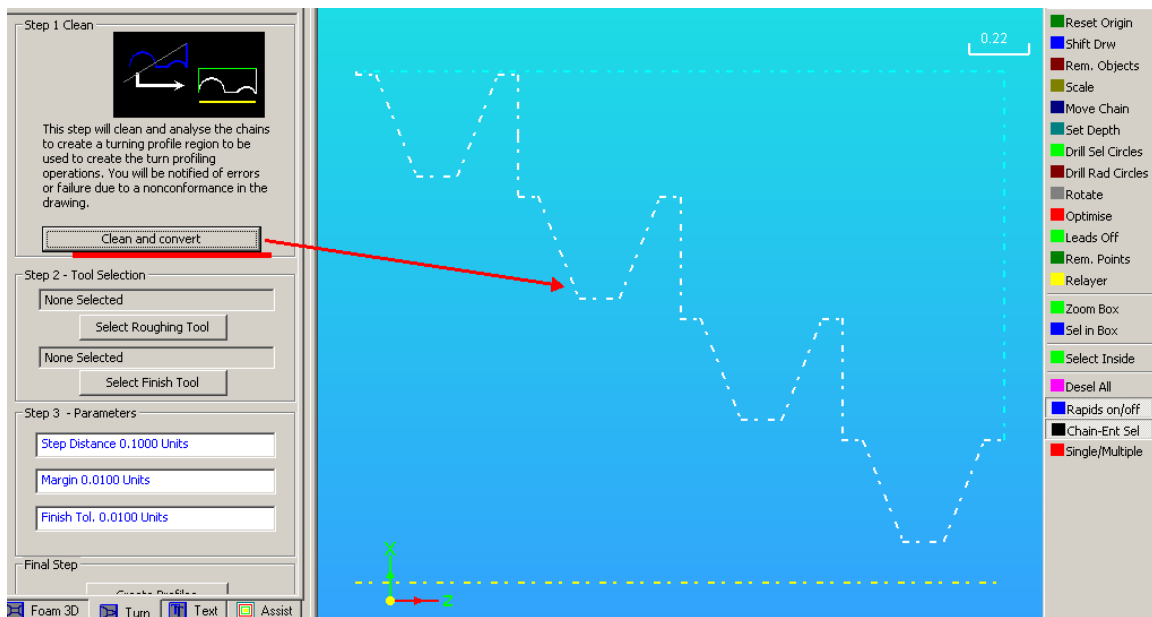 Step 1 Clean
This step will clean and analyse the chains
to create a turning profile region to be
used to create the turn profiling
operations. You will be notified of errors
or failure due to a nonconformance in the
drawing.
Clean and convert
Step 2 - Tool Selection
None Selected
Select Roughing Tool
None Selected
Select Finish Tool
Step 3 - Parameters
Step Distance 0.1000 Units
Margin 0.0100 Units
Finish Tol. 0.0100 Units
Final Step
Create Profiles
Foam 3D
Turn
Text
Assist
0.22
X
Z
Reset Origin
Shift Drw
Rem. Objects
Scale
Move Chain
Set Depth
Drill Sel Circles
Drill Rad Circles
Rotate
Optimise
Leads Off
Rem. Points
Relayer
Zoom Box
Sel in Box
Select Inside
Desel All
Rapids on/off
Chain-Ent Sel
Single/Multiple